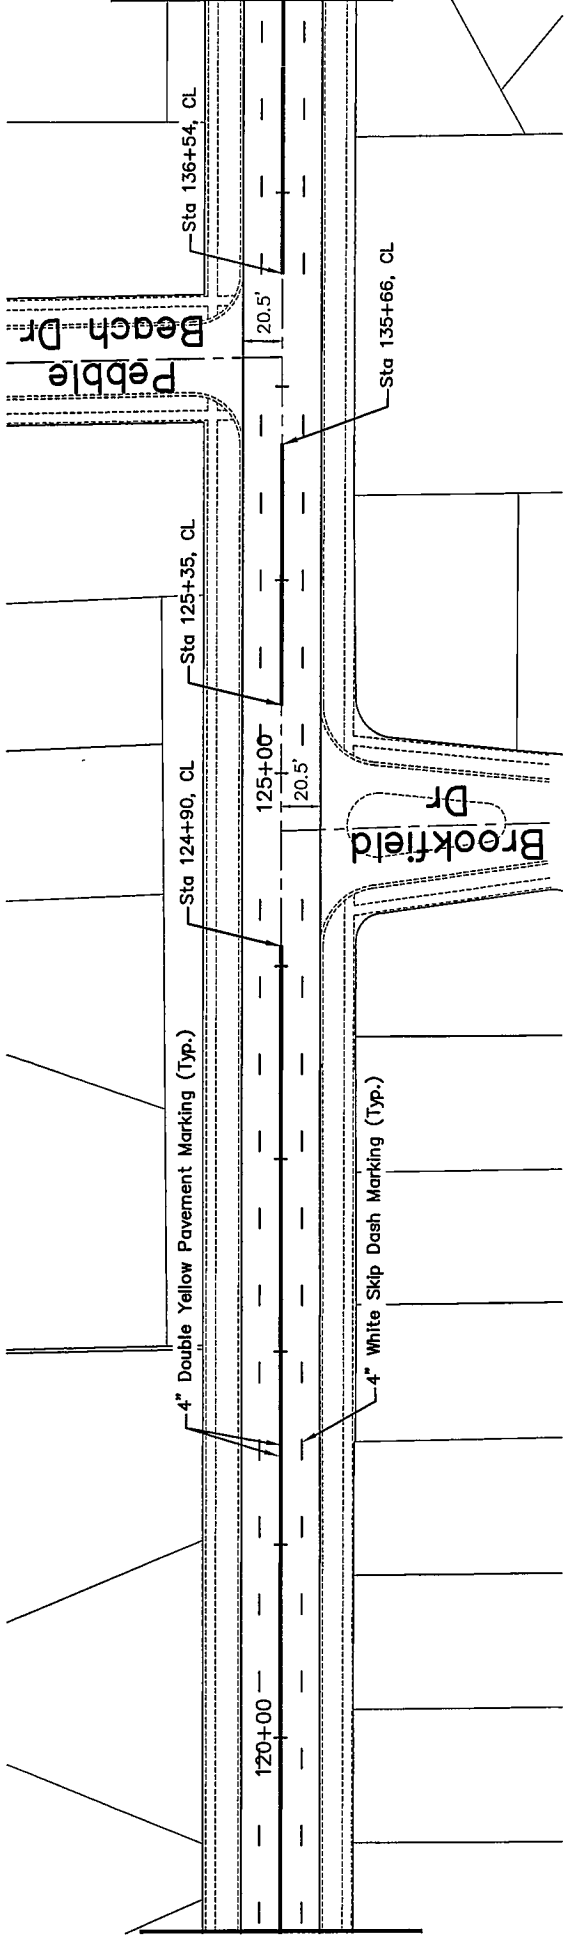 Sta 136+54, CL
20.5'
Pebble
Beach Dr
Sta 135+66, CL
Sta 125+35, CL
125+00
20.5'
Sta 124+90, CL
Brookfield
Dr
4" Double Yellow Pavement Marking (Typ.)
4" White Skip Dash Marking (Typ.)
120+00